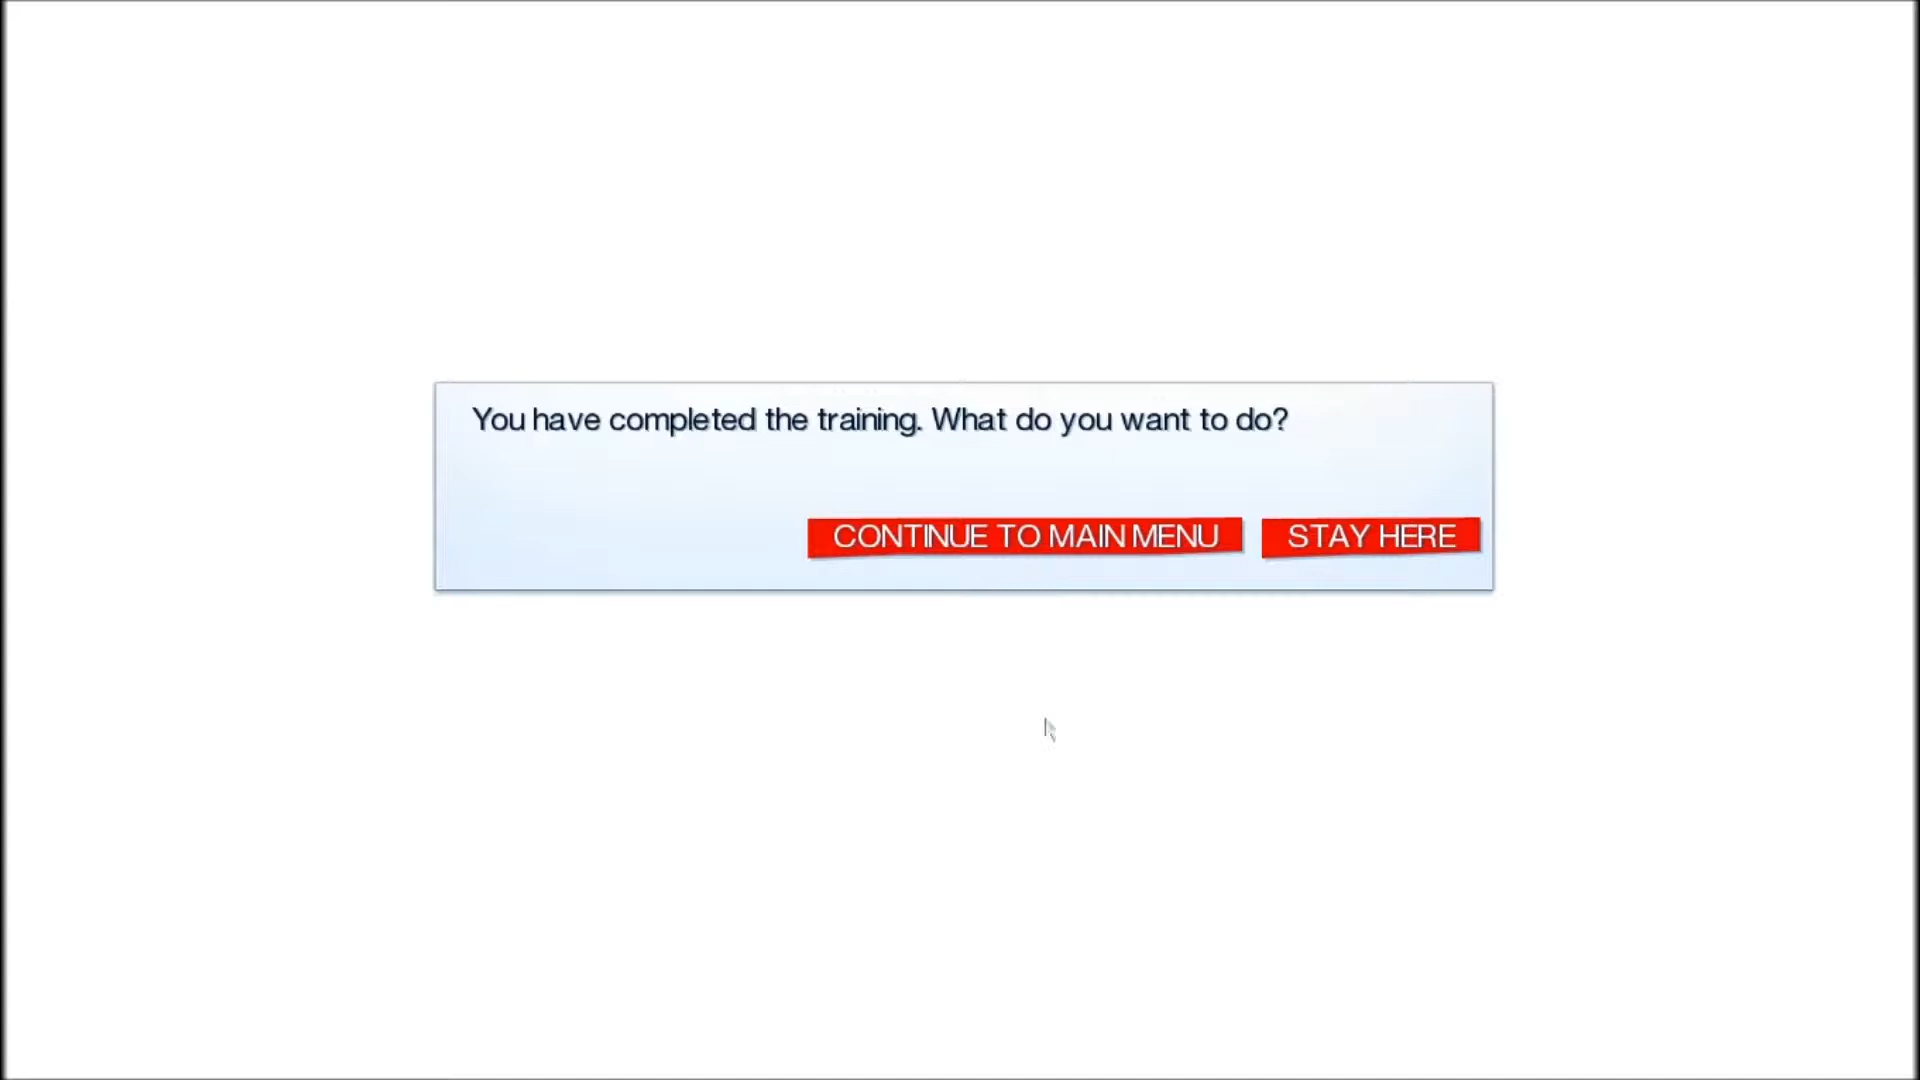 You have completed the training. What do you want to do?
CONTINUE TO MAIN MENU STAY HERE